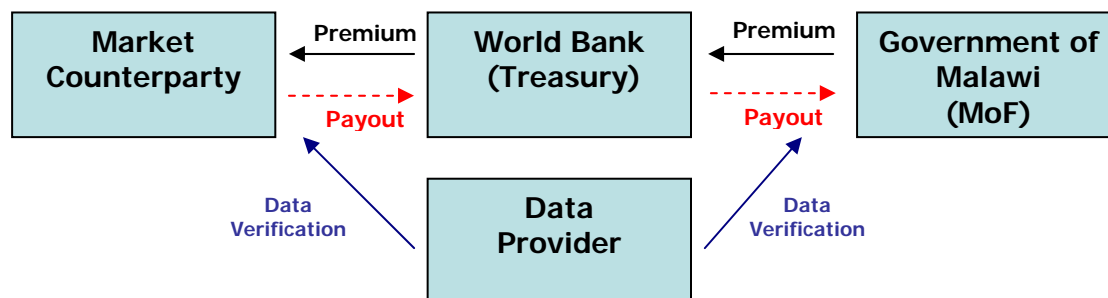 Market
Counterparty
Premium
Payout
World Bank
(Treasury)
Premium
Payout
Government of
Malawi
(MoF)
Data
Verification
Data
Provider
Data
Verification